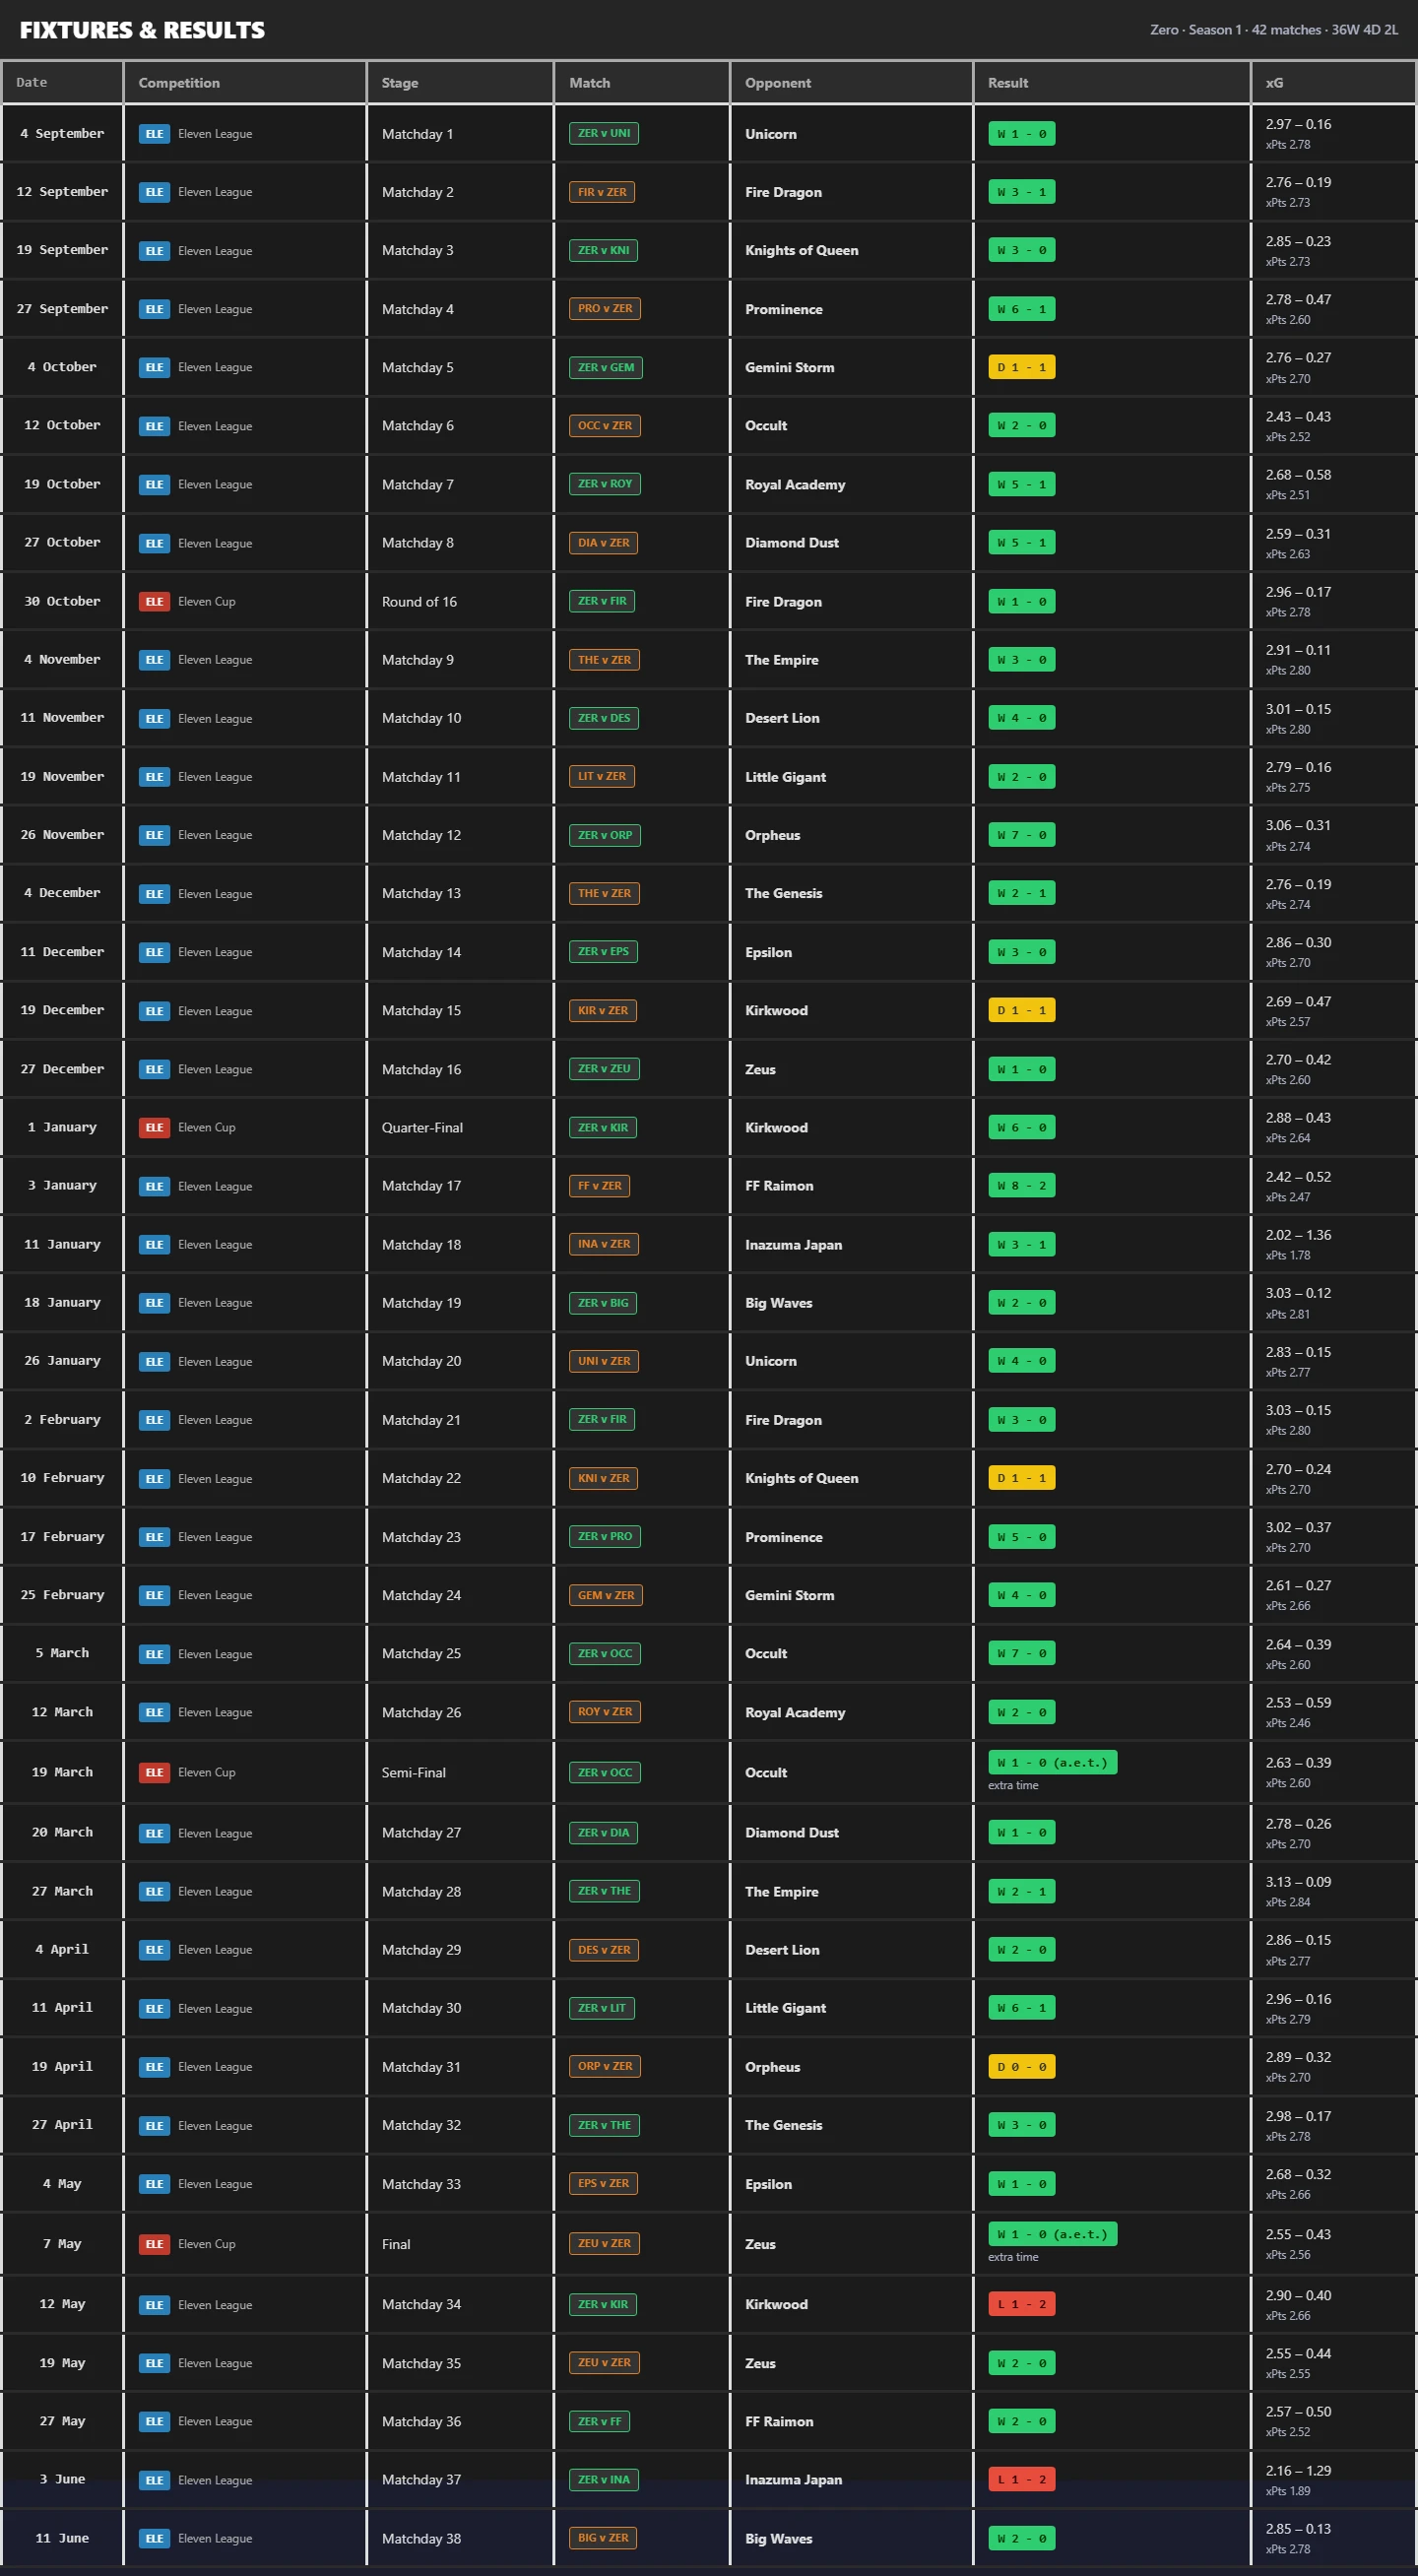 FIXTURES & RESULTS
Zero · Season 1 · 42 matches · 36W 4D 2L
Date Competition Stage Match Opponent Result xG
4 September ELE Eleven League Matchday 1 ZER v UNI Unicorn W 1 - 0 2.97 – 0.16
xPts 2.78
12 September ELE Eleven League Matchday 2 FIR v ZER Fire Dragon W 3 - 1 2.76 – 0.19
xPts 2.73
19 September ELE Eleven League Matchday 3 ZER v KNI Knights of Queen W 3 - 0 2.85 – 0.23
xPts 2.73
27 September ELE Eleven League Matchday 4 PRO v ZER Prominence W 6 - 1 2.78 – 0.47
xPts 2.60
4 October ELE Eleven League Matchday 5 ZER v GEM Gemini Storm D 1 - 1 2.76 – 0.27
xPts 2.70
12 October ELE Eleven League Matchday 6 OCC v ZER Occult W 2 - 0 2.43 – 0.43
xPts 2.52
19 October ELE Eleven League Matchday 7 ZER v ROY Royal Academy W 5 - 1 2.68 – 0.58
xPts 2.51
27 October ELE Eleven League Matchday 8 DIA v ZER Diamond Dust W 5 - 1 2.59 – 0.31
xPts 2.63
30 October ELE Eleven Cup Round of 16 ZER v FIR Fire Dragon W 1 - 0 2.96 – 0.17
xPts 2.78
4 November ELE Eleven League Matchday 9 THE v ZER The Empire W 3 - 0 2.91 – 0.11
xPts 2.80
11 November ELE Eleven League Matchday 10 ZER v DES Desert Lion W 4 - 0 3.01 – 0.15
xPts 2.80
19 November ELE Eleven League Matchday 11 LIT v ZER Little Gigant W 2 - 0 2.79 – 0.16
xPts 2.75
26 November ELE Eleven League Matchday 12 ZER v ORP Orpheus W 7 - 0 3.06 – 0.31
xPts 2.74
4 December ELE Eleven League Matchday 13 THE v ZER The Genesis W 2 - 1 2.76 – 0.19
xPts 2.74
11 December ELE Eleven League Matchday 14 ZER v EPS Epsilon W 3 - 0 2.86 – 0.30
xPts 2.70
19 December ELE Eleven League Matchday 15 KIR v ZER Kirkwood D 1 - 1 2.69 – 0.47
xPts 2.57
27 December ELE Eleven League Matchday 16 ZER v ZEU Zeus W 1 - 0 2.70 – 0.42
xPts 2.60
1 January ELE Eleven Cup Quarter-Final ZER v KIR Kirkwood W 6 - 0 2.88 – 0.43
xPts 2.64
3 January ELE Eleven League Matchday 17 FF v ZER FF Raimon W 8 - 2 2.42 – 0.52
xPts 2.47
11 January ELE Eleven League Matchday 18 INA v ZER Inazuma Japan W 3 - 1 2.02 – 1.36
xPts 1.78
18 January ELE Eleven League Matchday 19 ZER v BIG Big Waves W 2 - 0 3.03 – 0.12
xPts 2.81
26 January ELE Eleven League Matchday 20 UNI v ZER Unicorn W 4 - 0 2.83 – 0.15
xPts 2.77
2 February ELE Eleven League Matchday 21 ZER v FIR Fire Dragon W 3 - 0 3.03 – 0.15
xPts 2.80
10 February ELE Eleven League Matchday 22 KNI v ZER Knights of Queen D 1 - 1 2.70 – 0.24
xPts 2.70
17 February ELE Eleven League Matchday 23 ZER v PRO Prominence W 5 - 0 3.02 – 0.37
xPts 2.70
25 February ELE Eleven League Matchday 24 GEM v ZER Gemini Storm W 4 - 0 2.61 – 0.27
xPts 2.66
5 March ELE Eleven League Matchday 25 ZER v OCC Occult W 7 - 0 2.64 – 0.39
xPts 2.60
12 March ELE Eleven League Matchday 26 ROY v ZER Royal Academy W 2 - 0 2.53 – 0.59
xPts 2.46
19 March ELE Eleven Cup Semi-Final ZER v OCC Occult W 1 - 0 (a.e.t.) 2.63 – 0.39
extra time xPts 2.60
20 March ELE Eleven League Matchday 27 ZER v DIA Diamond Dust W 1 - 0 2.78 – 0.26
xPts 2.70
27 March ELE Eleven League Matchday 28 ZER v THE The Empire W 2 - 1 3.13 – 0.09
xPts 2.84
4 April ELE Eleven League Matchday 29 DES v ZER Desert Lion W 2 - 0 2.86 – 0.15
xPts 2.77
11 April ELE Eleven League Matchday 30 ZER v LIT Little Gigant W 6 - 1 2.96 – 0.16
xPts 2.79
19 April ELE Eleven League Matchday 31 ORP v ZER Orpheus D 0 - 0 2.89 – 0.32
xPts 2.70
27 April ELE Eleven League Matchday 32 ZER v THE The Genesis W 3 - 0 2.98 – 0.17
xPts 2.78
4 May ELE Eleven League Matchday 33 EPS v ZER Epsilon W 1 - 0 2.68 – 0.32
xPts 2.66
7 May ELE Eleven Cup Final ZEU v ZER Zeus W 1 - 0 (a.e.t.) 2.55 – 0.43
extra time xPts 2.56
12 May ELE Eleven League Matchday 34 ZER v KIR Kirkwood L 1 - 2 2.90 – 0.40
xPts 2.66
19 May ELE Eleven League Matchday 35 ZEU v ZER Zeus W 2 - 0 2.55 – 0.44
xPts 2.55
27 May ELE Eleven League Matchday 36 ZER v FF FF Raimon W 2 - 0 2.57 – 0.50
xPts 2.52
3 June ELE Eleven League Matchday 37 ZER v INA Inazuma Japan L 1 - 2 2.16 – 1.29
xPts 1.89
11 June ELE Eleven League Matchday 38 BIG v ZER Big Waves W 2 - 0 2.85 – 0.13
xPts 2.78